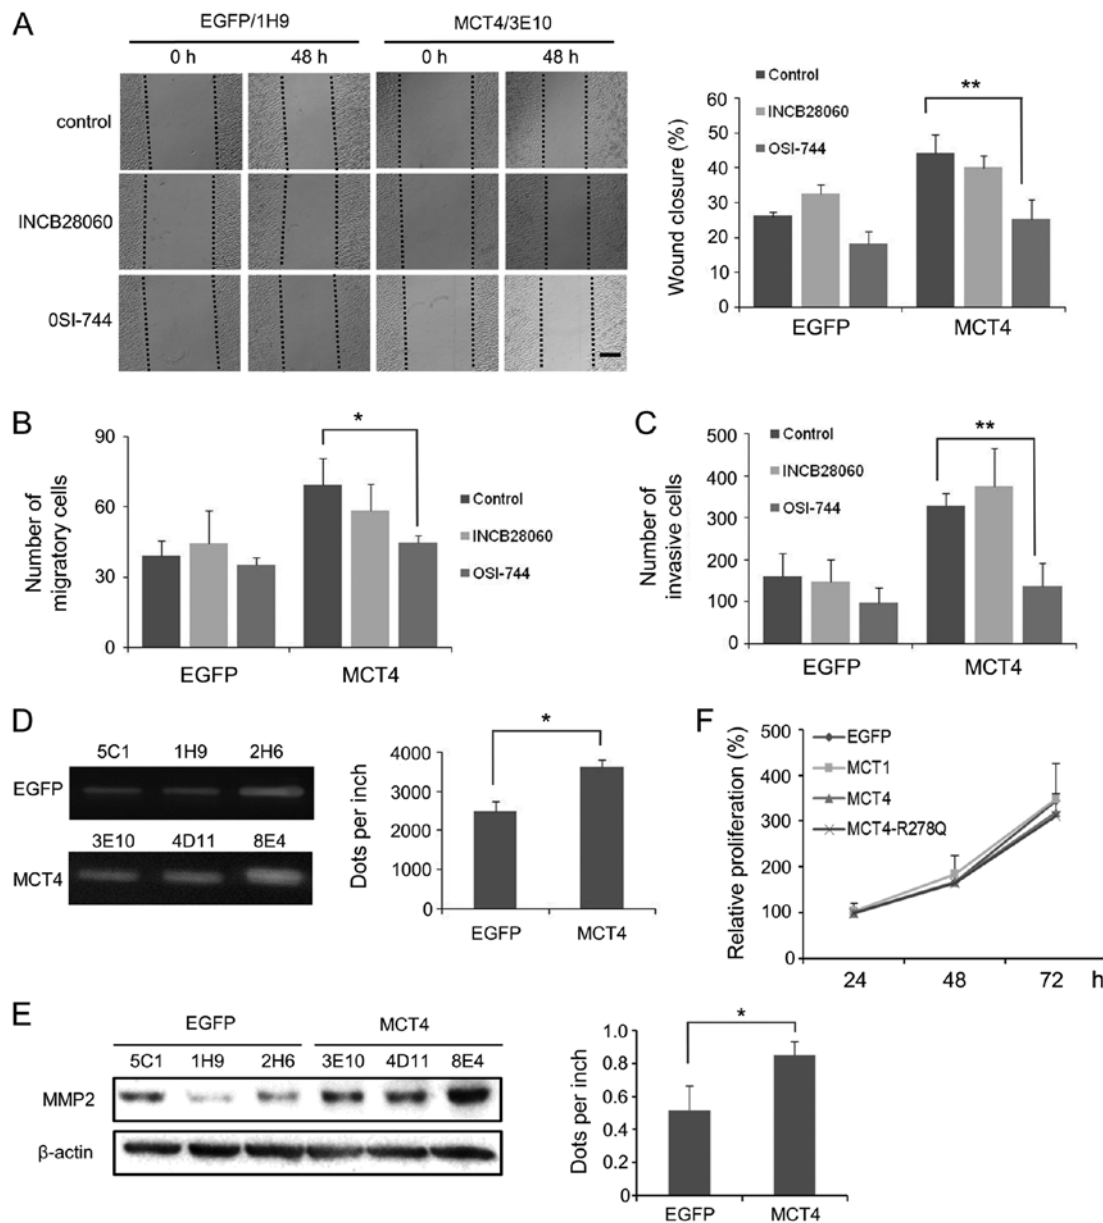 A
EGFP/1H9
MCT4/3E10
0 h
48 h
0 h
48 h
control
INCB28060
0SI-744
Control
INCB28060
OSI-744
**
Wound closure (%)
60
50
40
30
20
10
0
EGFP
MCT4
B
Number of
migratory cells
90
60
30
0
*
Control
INCB28060
OSI-744
EGFP
MCT4
C
Number of
invasive cells
500
400
300
200
100
0
Control
INCB28060
OSI-744
**
EGFP
MCT4
D
5C1 1H9 2H6
EGFP
3E10 4D11 8E4
MCT4
Dots per inch
4000
3000
2000
1000
0
*
EGFP
MCT4
F
Relative proliferation (%)
500
400
300
200
100
0
EGFP
MCT1
MCT4
MCT4-R278Q
24 48 72 h
E
EGFP
MCT4
5C1 1H9 2H6 3E10 4D11 8E4
MMP2
β-actin
Dots per inch
1.0
0.8
0.6
0.4
0.2
0
*
EGFP
MCT4